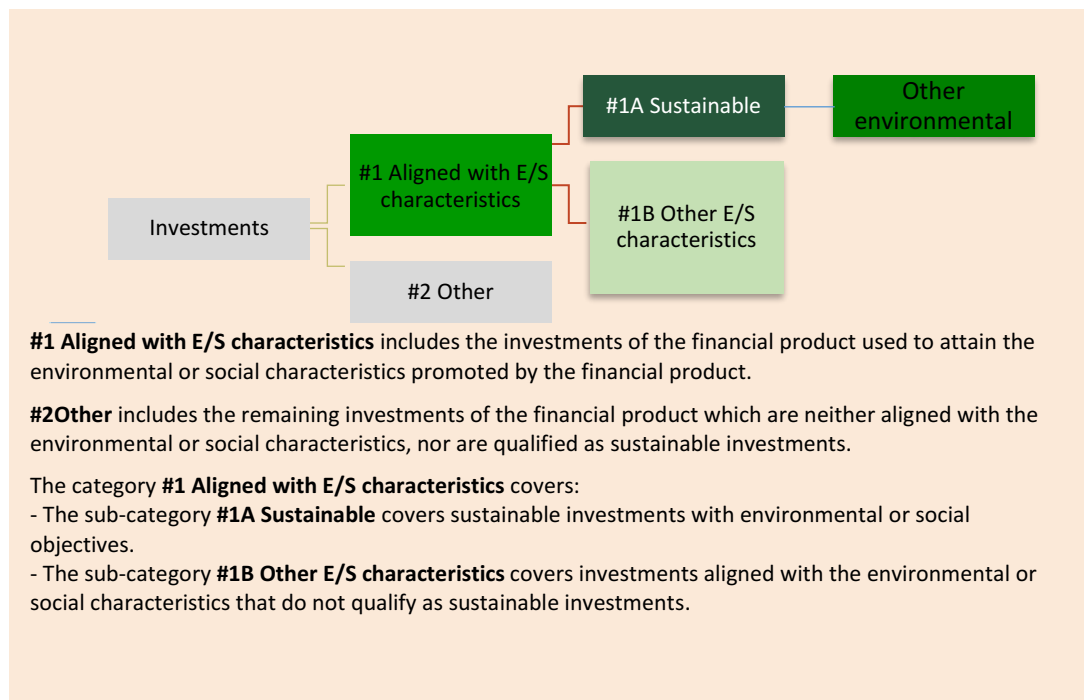 #1A Sustainable
Other
environmental
#1 Aligned with E/S
characteristics
#1B Other E/S
characteristics
Investments
#2 Other
#1 Aligned with E/S characteristics includes the investments of the financial product used to attain the
environmental or social characteristics promoted by the financial product.
#2Other includes the remaining investments of the financial product which are neither aligned with the
environmental or social characteristics, nor are qualified as sustainable investments.
The category #1 Aligned with E/S characteristics covers:
- The sub-category #1A Sustainable covers sustainable investments with environmental or social
objectives.
- The sub-category #1B Other E/S characteristics covers investments aligned with the environmental or
social characteristics that do not qualify as sustainable investments.